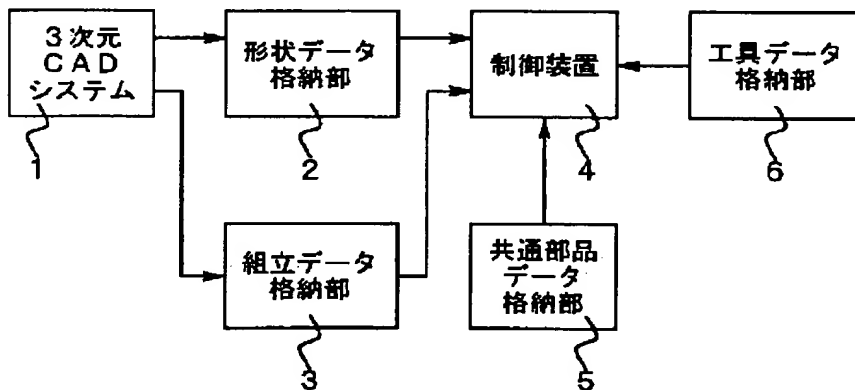 3次元
CAD
システム
1
形状データ
格納部
2
制御装置
4
工具データ
格納部
6
組立データ
格納部
3
共通部品
データ
格納部
5